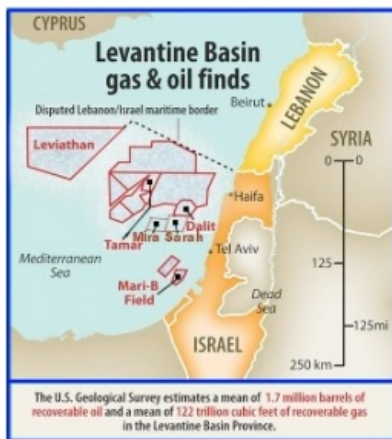 CYPRUS
Levantine Basin
gas & oil finds
Disputed Lebanon/Israel maritime border
Beirut
LEBANON
SYRIA
Leviathan
0 0
Haifa
Dalit
Mira Sarah
Tamar
Tel Aviv
Mediterranean
Sea
Mari-B
Field
Dead
Sea
125
125mi
ISRAEL
250 km
The U.S. Geological Survey estimates a mean of 1.7 million barrels of
recoverable oil and a mean of 122 trillion cubic feet of recoverable gas
in the Levantine Basin Province.